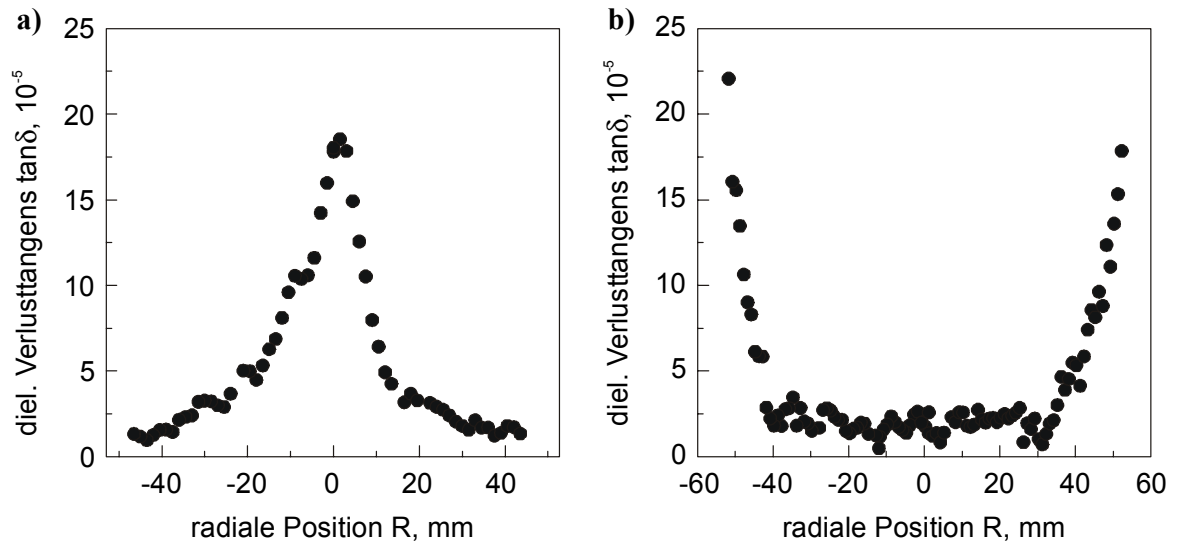 a)
diel. Verlusttangens tanδ, 10⁻⁵
25
20
15
10
5
0
-40 -20 0 20 40
radiale Position R, mm
b)
diel. Verlusttangens tanδ, 10⁻⁵
25
20
15
10
5
0
-60 -40 -20 0 20 40 60
radiale Position R, mm